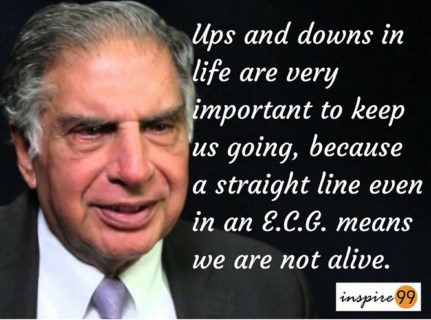 Ups and downs in
life are very
important to keep
us going, because
a straight line even
in an E.C.G. means
we are not alive.
inspire99